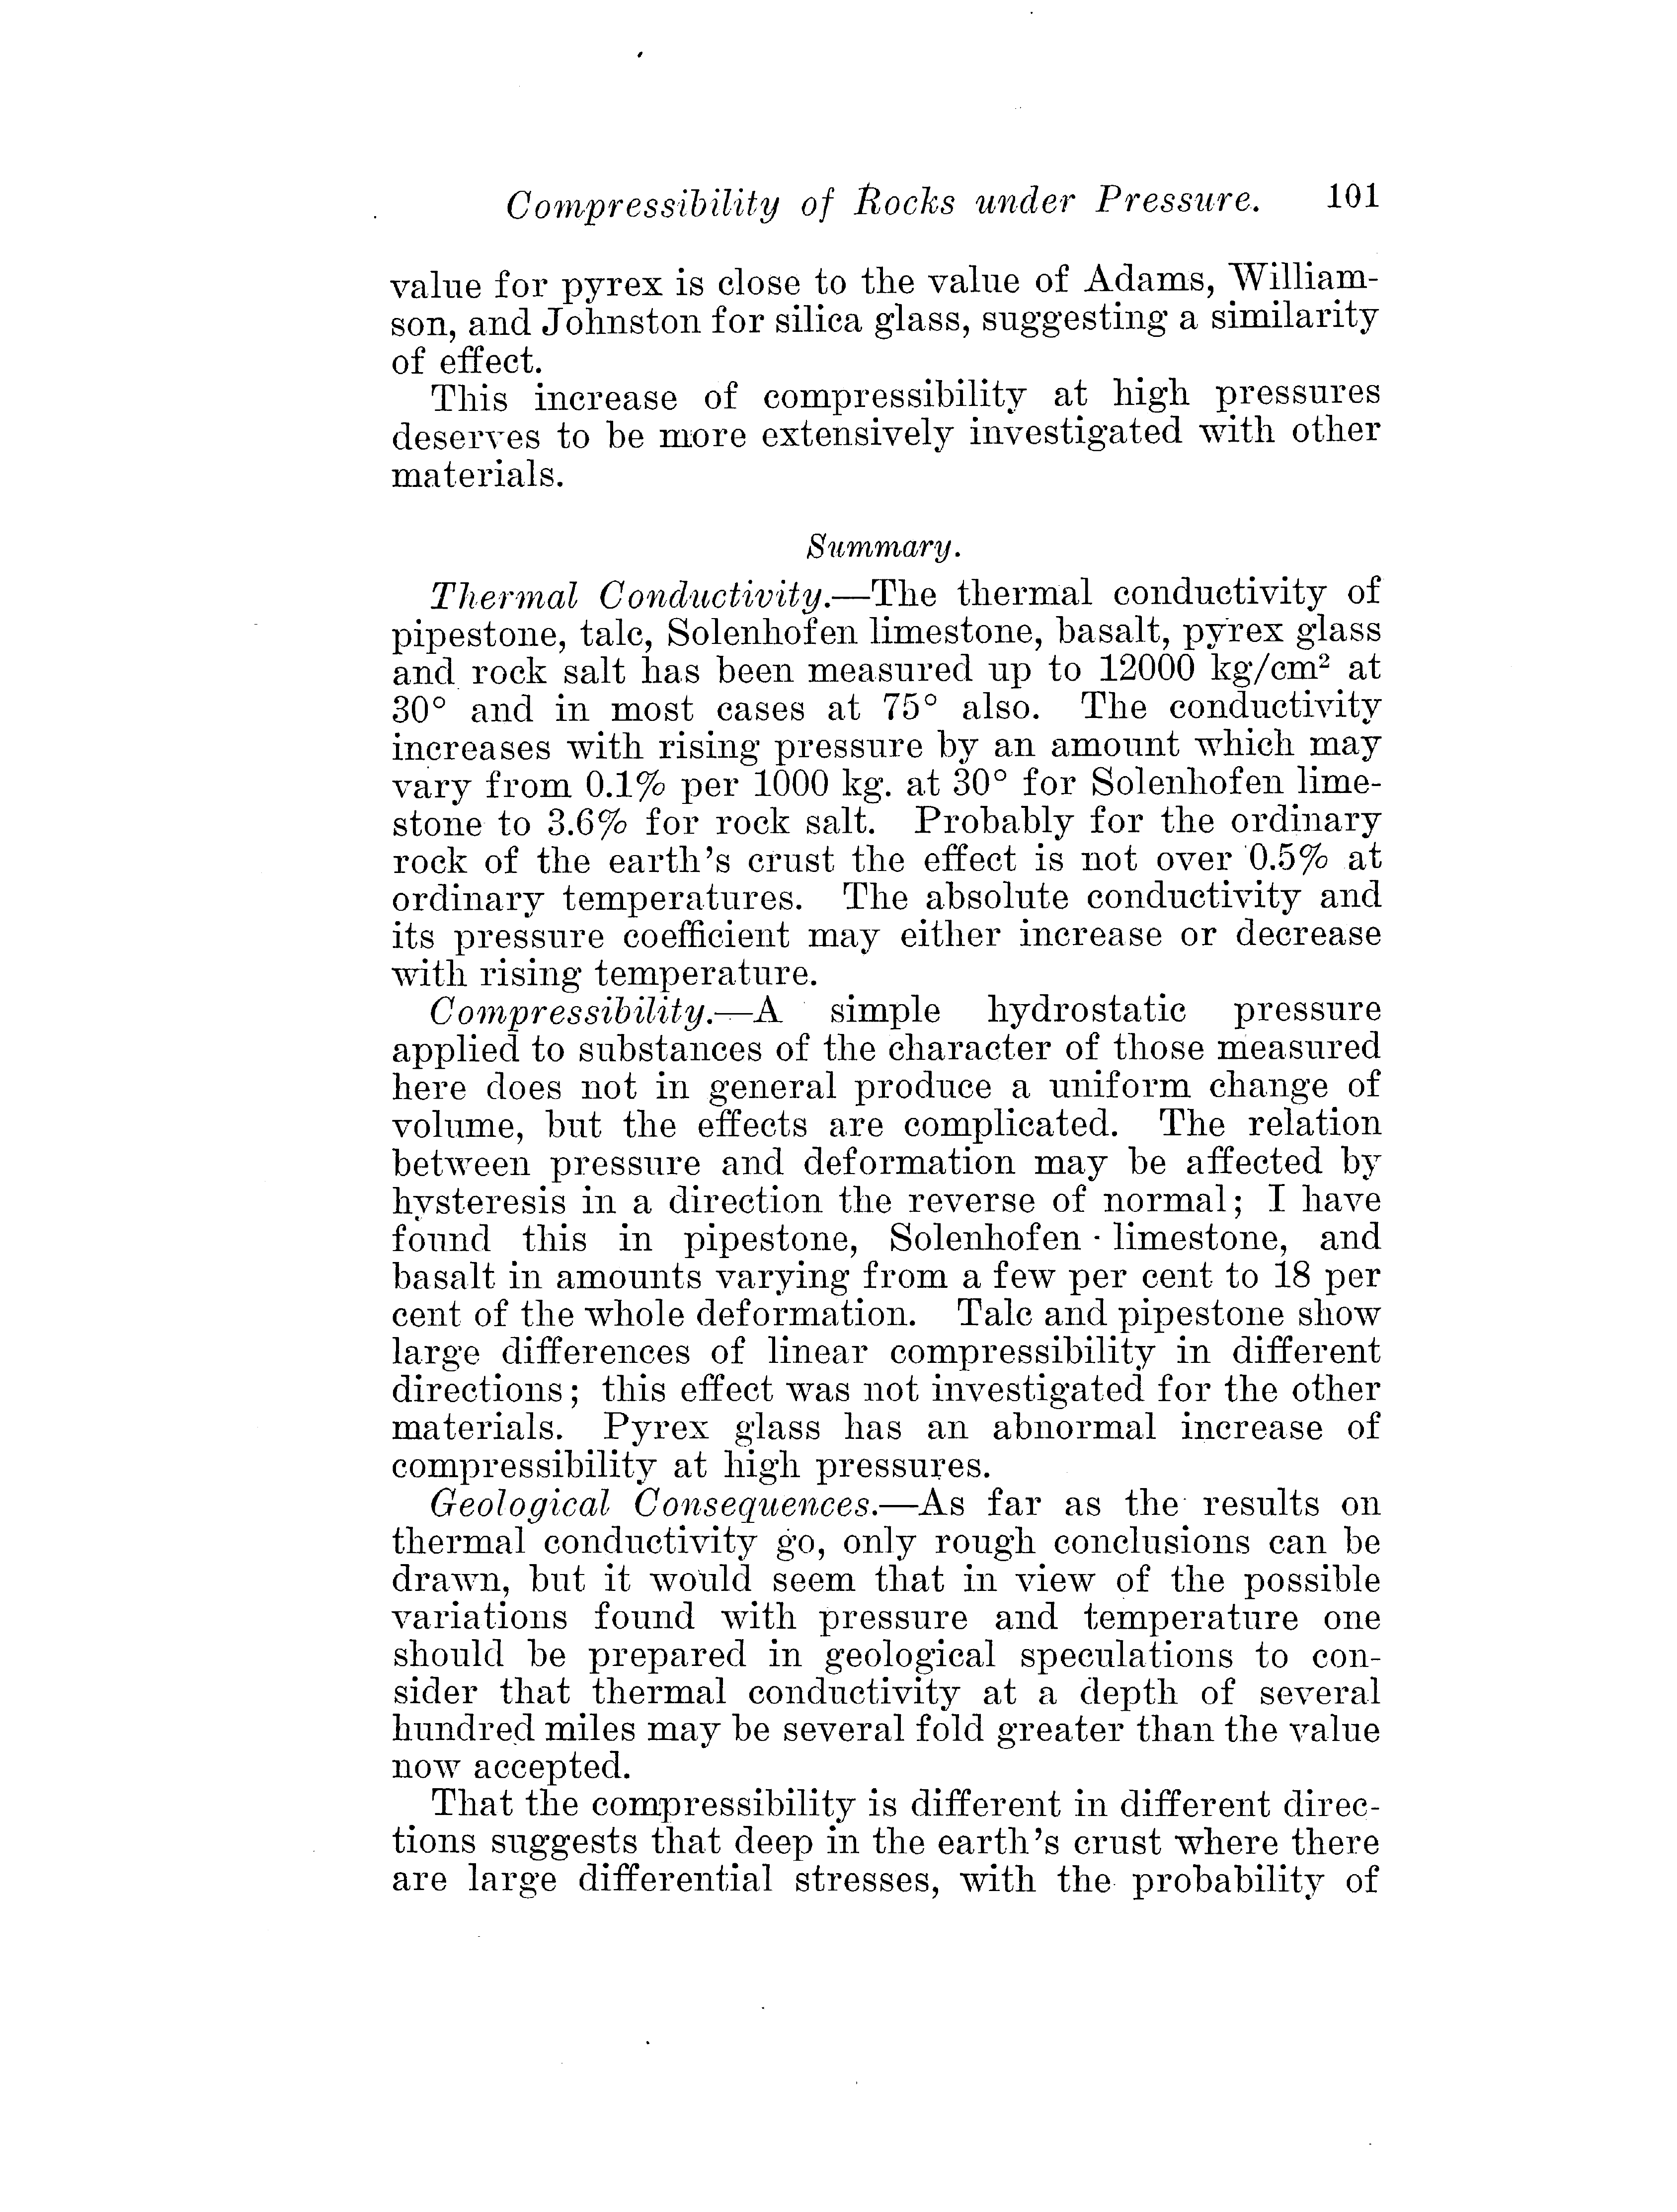 Compressibility of Rocks under Pressure. 101
value for pyrex is close to the value of Adams, William-
son, and Johnston for silica glass, suggesting a similarity
of effect.
This increase of compressibility at high pressures
deserves to be more extensively investigated with other
materials.
Summary.
Thermal Conductivity.—The thermal conductivity of
pipestone, talc, Solenhofen limestone, basalt, pyrex glass
and rock salt has been measured up to 12000 kg/cm² at
30° and in most cases at 75° also. The conductivity
increases with rising pressure by an amount which may
vary from 0.1% per 1000 kg. at 30° for Solenhofen lime-
stone to 3.6% for rock salt. Probably for the ordinary
rock of the earth's crust the effect is not over 0.5% at
ordinary temperatures. The absolute conductivity and
its pressure coefficient may either increase or decrease
with rising temperature.
Compressibility.—A simple hydrostatic pressure
applied to substances of the character of those measured
here does not in general produce a uniform change of
volume, but the effects are complicated. The relation
between pressure and deformation may be affected by
hysteresis in a direction the reverse of normal; I have
found this in pipestone, Solenhofen limestone, and
basalt in amounts varying from a few per cent to 18 per
cent of the whole deformation. Talc and pipestone show
large differences of linear compressibility in different
directions; this effect was not investigated for the other
materials. Pyrex glass has an abnormal increase of
compressibility at high pressures.
Geological Consequences.—As far as the results on
thermal conductivity go, only rough conclusions can be
drawn, but it would seem that in view of the possible
variations found with pressure and temperature one
should be prepared in geological speculations to con-
sider that thermal conductivity at a depth of several
hundred miles may be several fold greater than the value
now accepted.
That the compressibility is different in different direc-
tions suggests that deep in the earth's crust where there
are large differential stresses, with the probability of